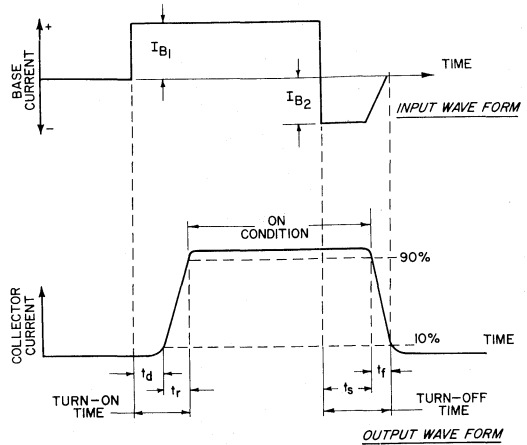 +
BASE
CURRENT
−
I_B1
I_B2
TIME
INPUT WAVE FORM
ON
CONDITION
90%
10%
COLLECTOR
CURRENT
TIME
t_d
t_r
t_s
t_f
TURN-ON
TIME
TURN-OFF
TIME
OUTPUT WAVE FORM